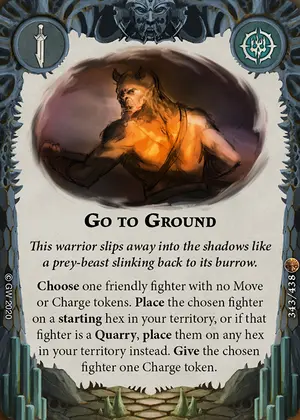 GO TO GROUND
This warrior slips away into the shadows like
a prey-beast slinking back to its burrow.
Choose one friendly fighter with no Move
or Charge tokens. Place the chosen fighter
on a starting hex in your territory, or if that
fighter is a Quarry, place them on any hex
in your territory instead. Give the chosen
fighter one Charge token.
© GW 2020
343/438